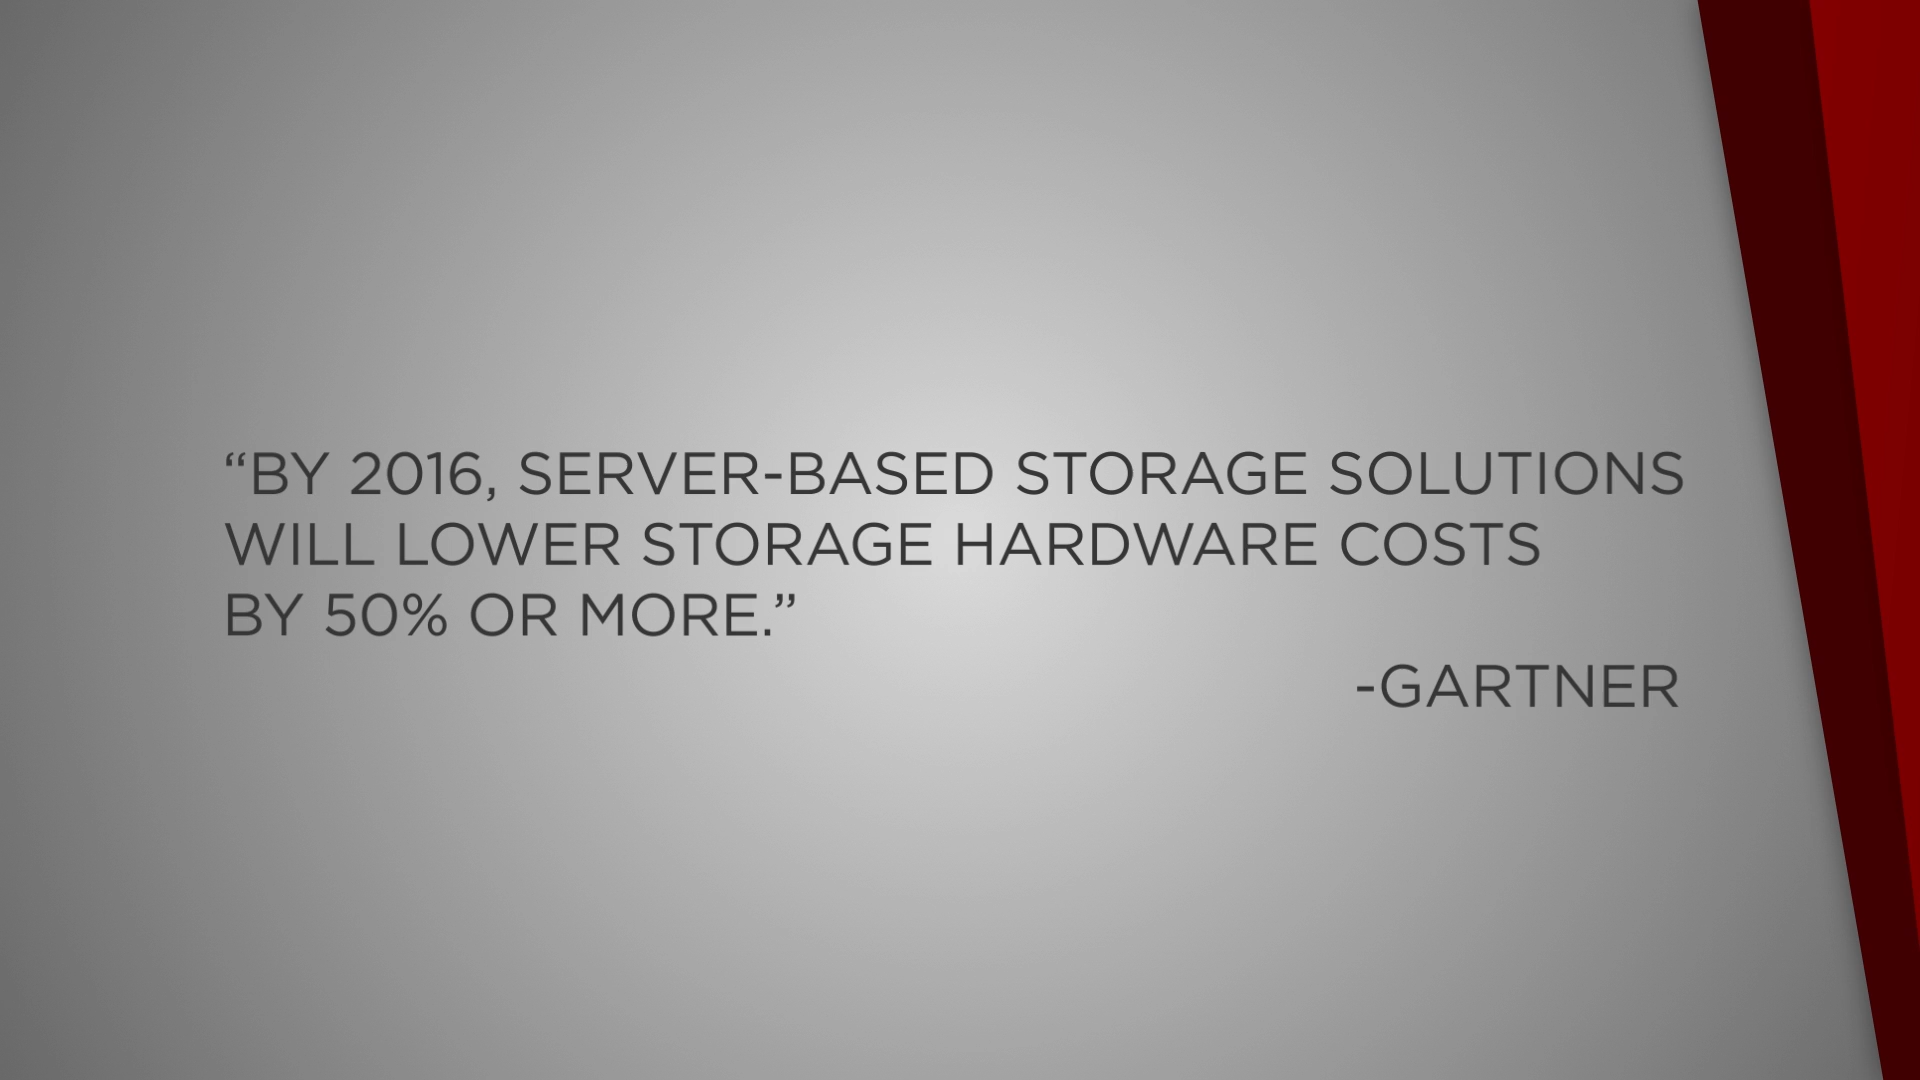 “BY 2016, SERVER-BASED STORAGE SOLUTIONS
WILL LOWER STORAGE HARDWARE COSTS
BY 50% OR MORE.”
-GARTNER